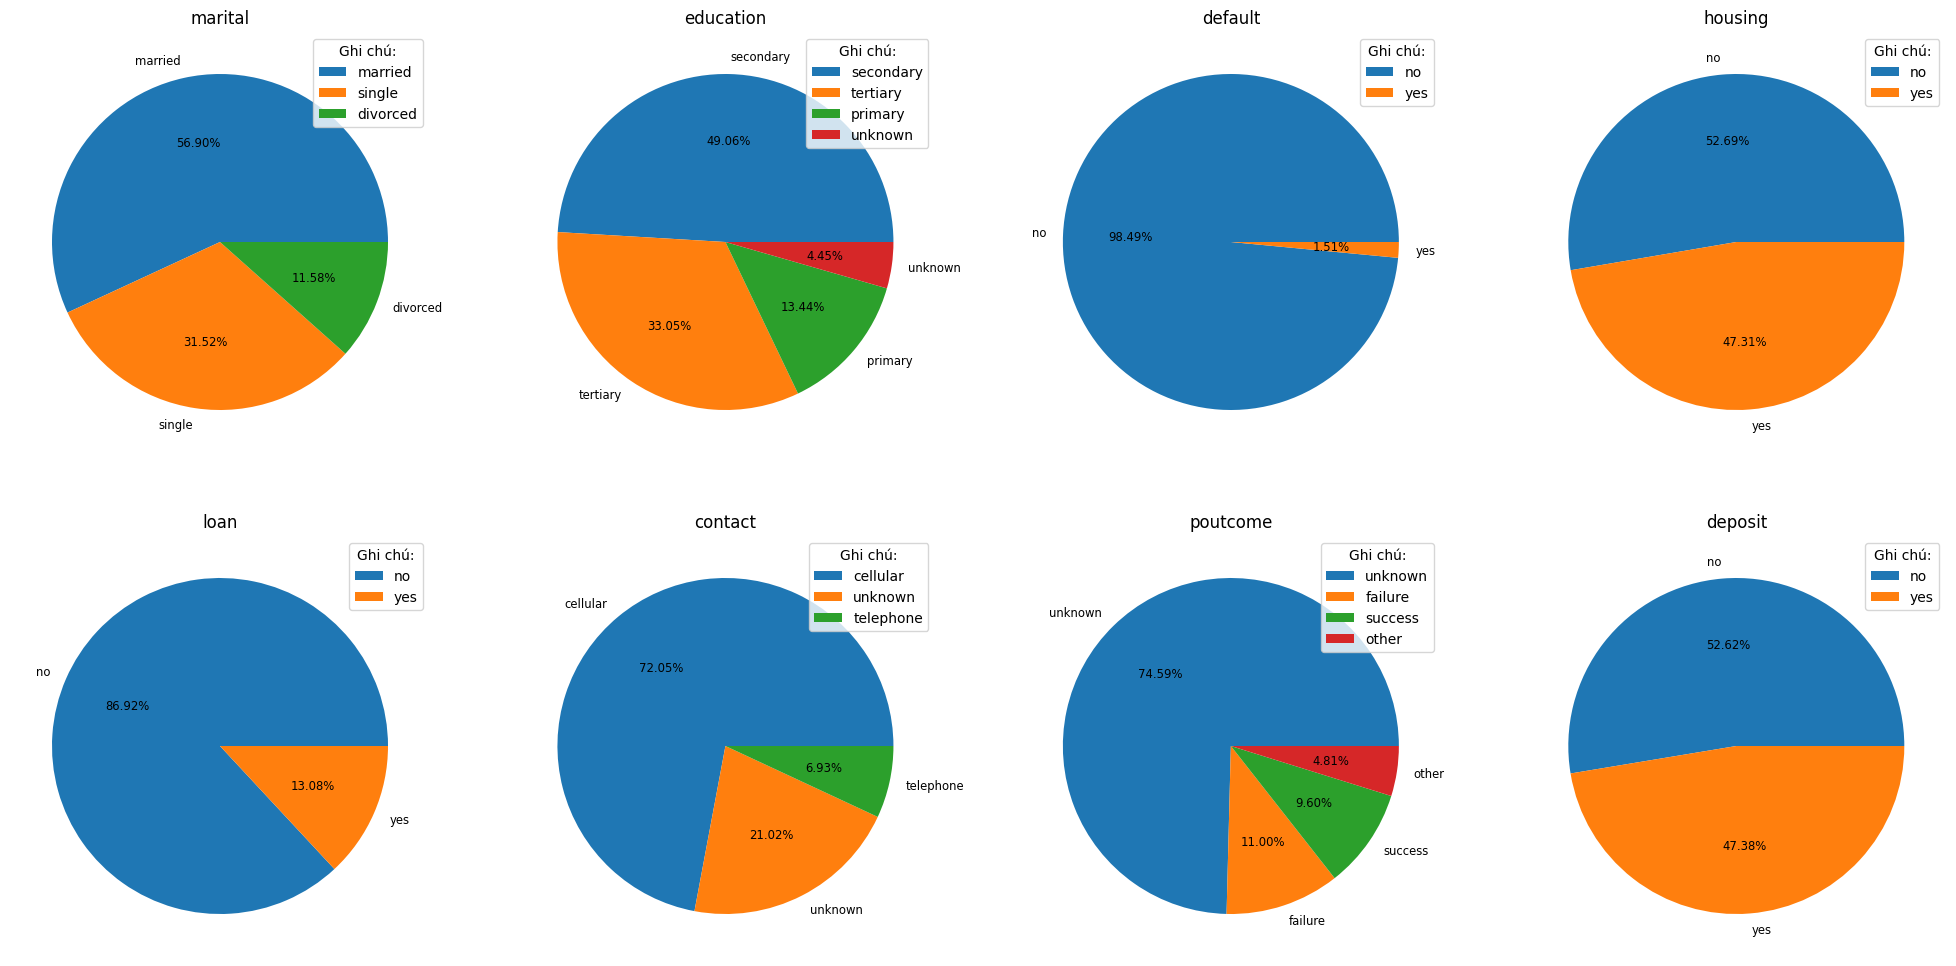 marital
married
56.90%
31.52%
single
11.58%
divorced
Ghi chú:
married
single
divorced
education
secondary
49.06%
33.05%
tertiary
13.44%
primary
4.45%
unknown
Ghi chú:
secondary
tertiary
primary
unknown
default
no
98.49%
1.51%
yes
Ghi chú:
no
yes
housing
no
52.69%
47.31%
yes
Ghi chú:
no
yes
loan
no
86.92%
13.08%
yes
Ghi chú:
no
yes
contact
cellular
72.05%
21.02%
unknown
6.93%
telephone
Ghi chú:
cellular
unknown
telephone
poutcome
unknown
74.59%
11.00%
failure
9.60%
success
4.81%
other
Ghi chú:
unknown
failure
success
other
deposit
no
52.62%
47.38%
yes
Ghi chú:
no
yes